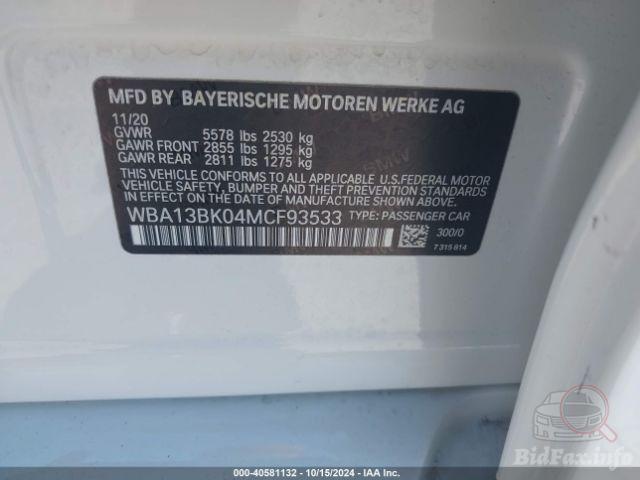 MFD BY BAYERISCHE MOTOREN WERKE AG
11/20
GVWR 5578 lbs 2530 kg
GAWR FRONT 2855 lbs 1295 kg
GAWR REAR 2811 lbs 1275 kg
THIS VEHICLE CONFORMS TO ALL APPLICABLE U.S.FEDERAL MOTOR
VEHICLE SAFETY, BUMPER, AND THEFT PREVENTION STANDARDS
IN EFFECT ON THE DATE OF MANUFACTURE SHOWN ABOVE.
WBA13BK04MCF93533 TYPE: PASSENGER CAR
300/0
7315814
BidFax.info
000-40581132 - 10/15/2024 - IAA Inc.